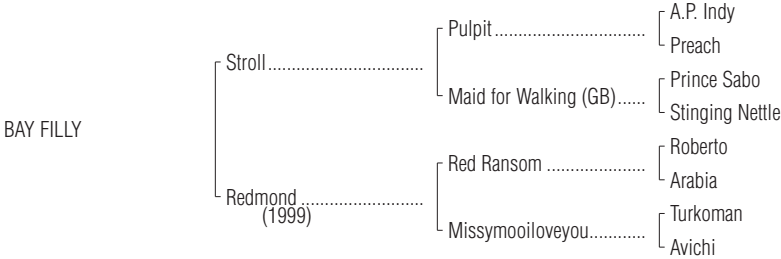 A.P. Indy
Pulpit
Preach
Stroll
Prince Sabo
Maid for Walking (GB)
Stinging Nettle
BAY FILLY
Roberto
Red Ransom
Arabia
Redmond
(1999)
Turkoman
Missymooiloveyou
Avichi